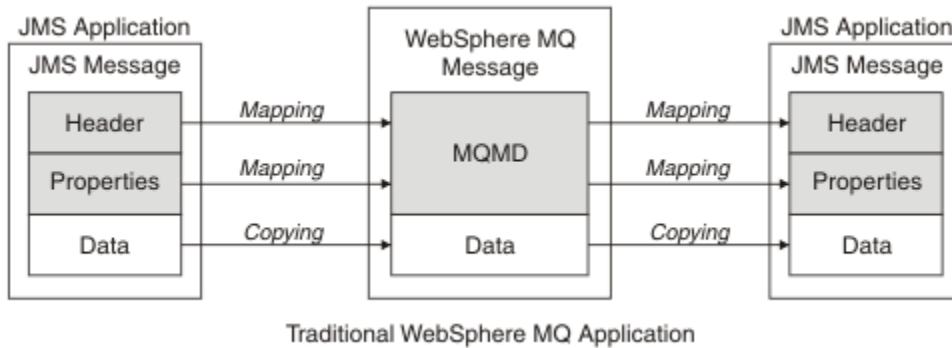 JMS Application
JMS Message
Header
Properties
Data
Mapping
Mapping
Copying
WebSphere MQ
Message
MQMD
Data
Mapping
Mapping
Copying
JMS Application
JMS Message
Header
Properties
Data
Traditional WebSphere MQ Application